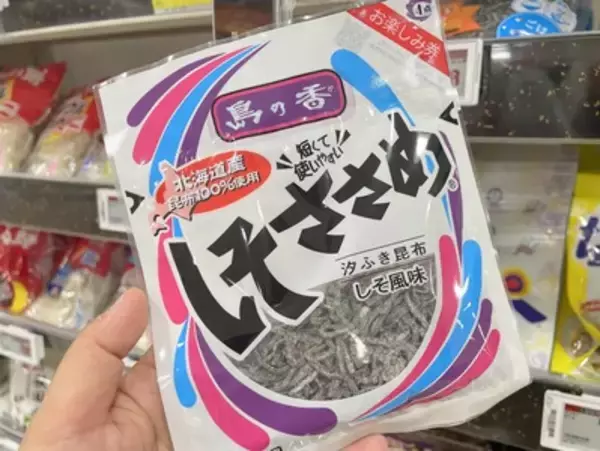 お楽しみ券
島の香
北海道産
昆布100%使用
短くて
使いやすい
しそささめ
汐ふき昆布
しそ風味